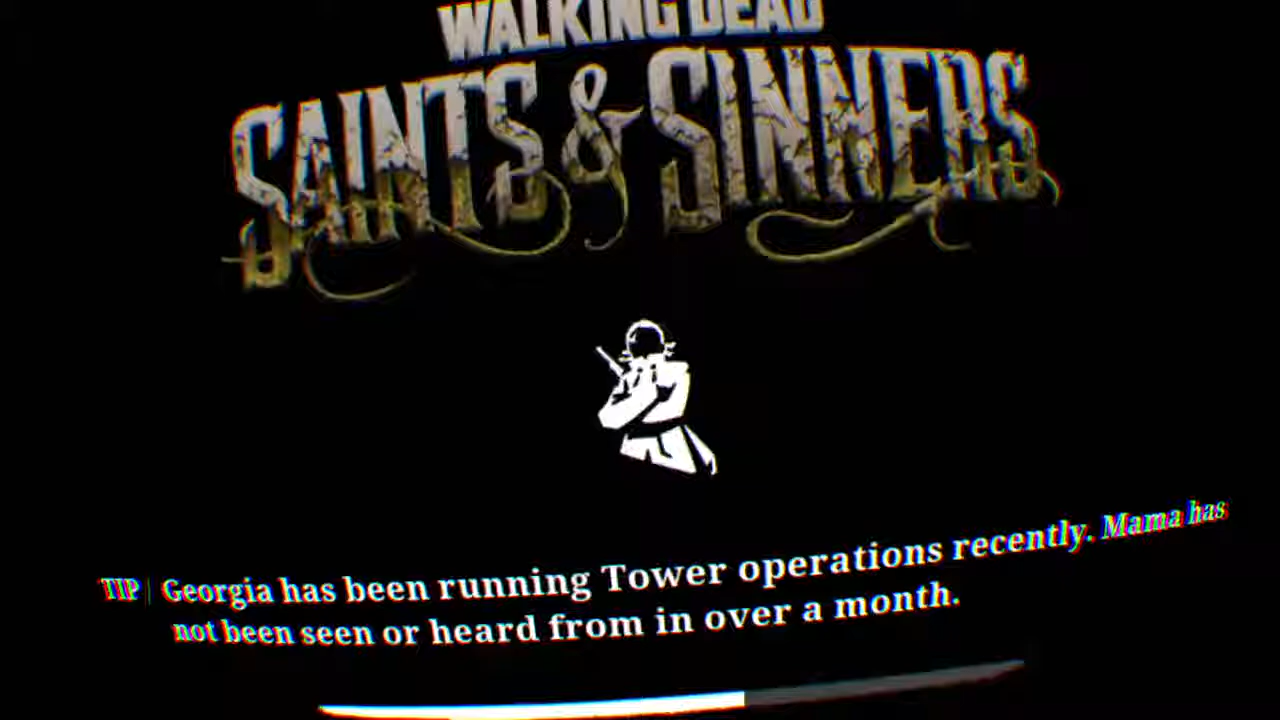 WALKING DEAD
SAINTS & SINNERS
TIP | Georgia has been running Tower operations recently. Mama has
not been seen or heard from in over a month.